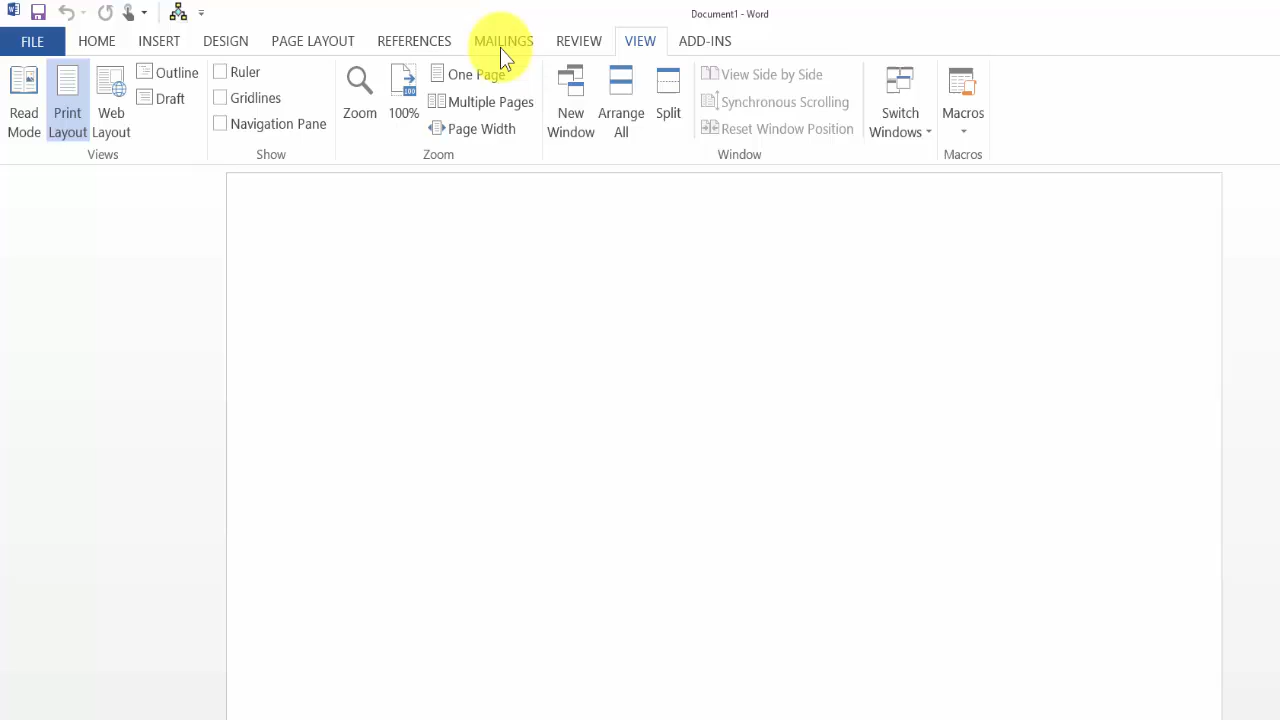 Document1 - Word
FILE HOME INSERT DESIGN PAGE LAYOUT REFERENCES MAILINGS REVIEW VIEW ADD-INS
Read Mode
Print Layout
Web Layout
Outline
Draft
Views
Ruler
Gridlines
Navigation Pane
Show
Zoom
100%
One Page
Multiple Pages
Page Width
Zoom
New Window
Arrange All
Split
View Side by Side
Synchronous Scrolling
Reset Window Position
Window
Switch Windows
Macros
Macros